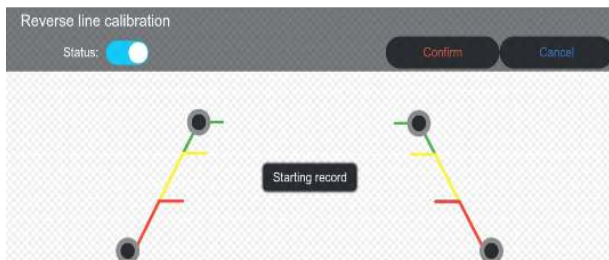 Reverse line calibration
Status:
Confirm
Cancel
Starting record